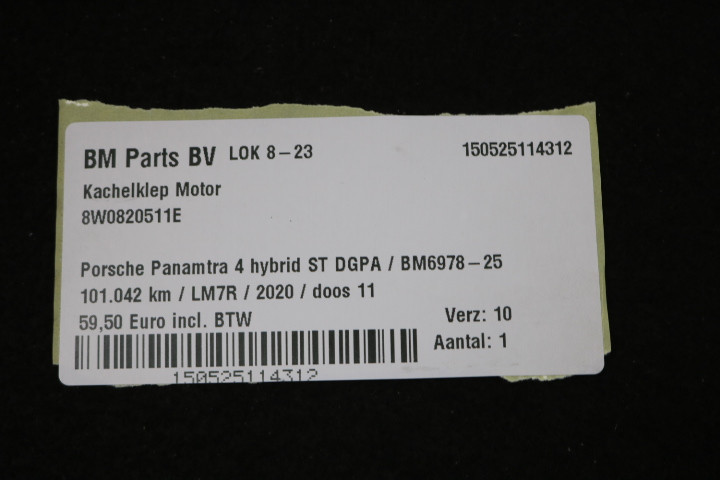 BM Parts BV LOK 8-23 150525114312
Kachelklep Motor
8W0820511E
Porsche Panamtra 4 hybrid ST DGPA / BM6978-25
101.042 km / LM7R / 2020 / doos 11
59,50 Euro incl. BTW Verz: 10
Aantal: 1
150525114312